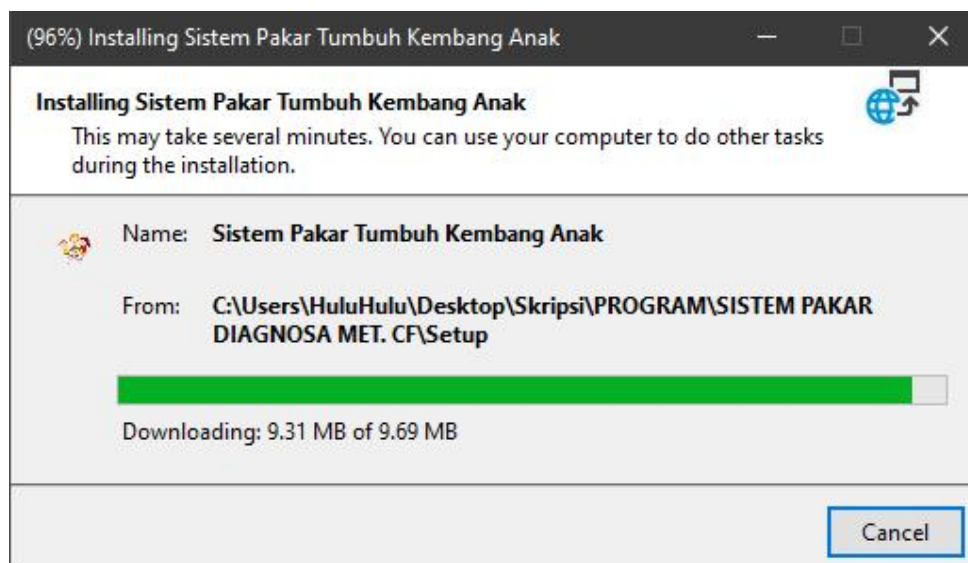 (96%) Installing Sistem Pakar Tumbuh Kembang Anak
Installing Sistem Pakar Tumbuh Kembang Anak
This may take several minutes. You can use your computer to do other tasks
during the installation.
Name: Sistem Pakar Tumbuh Kembang Anak
From: C:\Users\HuluHulu\Desktop\Skripsi\PROGRAM\SISTEM PAKAR
DIAGNOSA MET. CF\Setup
Downloading: 9.31 MB of 9.69 MB
Cancel